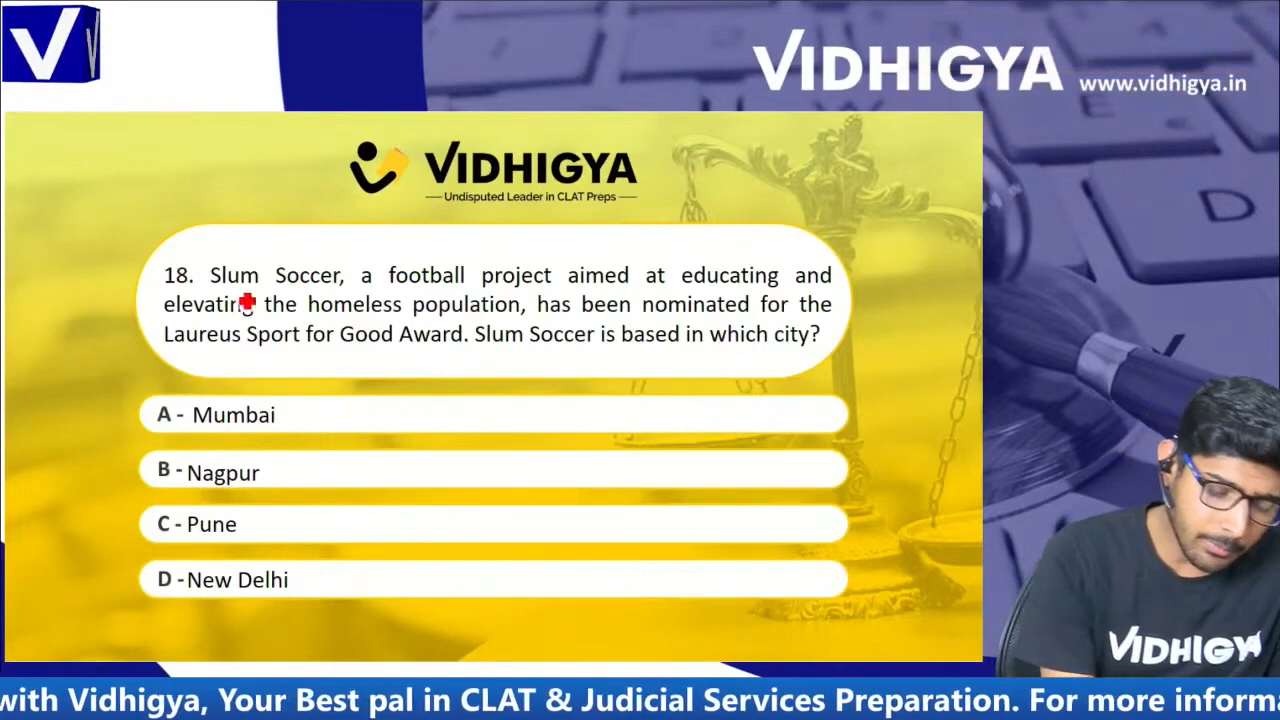 V V
VIDHIGYA www.vidhigya.in
VIDHIGYA
Undisputed Leader in CLAT Preps
18. Slum Soccer, a football project aimed at educating and
elevating the homeless population, has been nominated for the
Laureus Sport for Good Award. Slum Soccer is based in which city?
A - Mumbai
B - Nagpur
C - Pune
D - New Delhi
VIDHIGYA
with Vidhigya, Your Best pal in CLAT & Judicial Services Preparation. For more informa